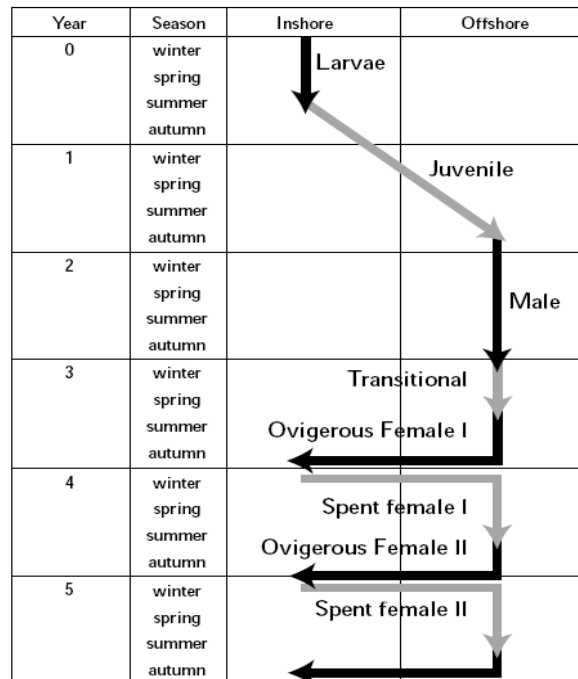 Year Season Inshore Offshore
0 winter
Larvae
spring
summer
autumn
1 winter
Juvenile
spring
summer
autumn
2 winter
spring
Male
summer
autumn
3 winter
Transitional
spring
summer
Ovigerous Female I
autumn
4 winter
spring
Spent female I
summer
autumn
Ovigerous Female II
5 winter
spring
Spent female II
summer
autumn